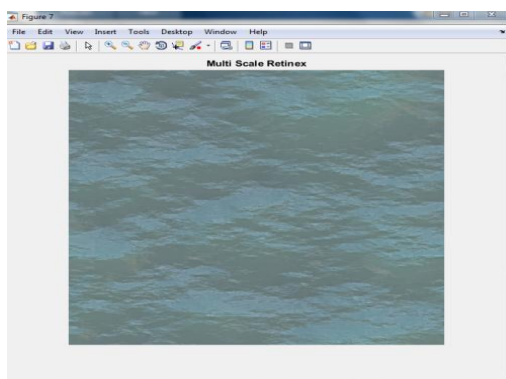 Figure 7
File Edit View Insert Tools Desktop Window Help
Multi Scale Retinex